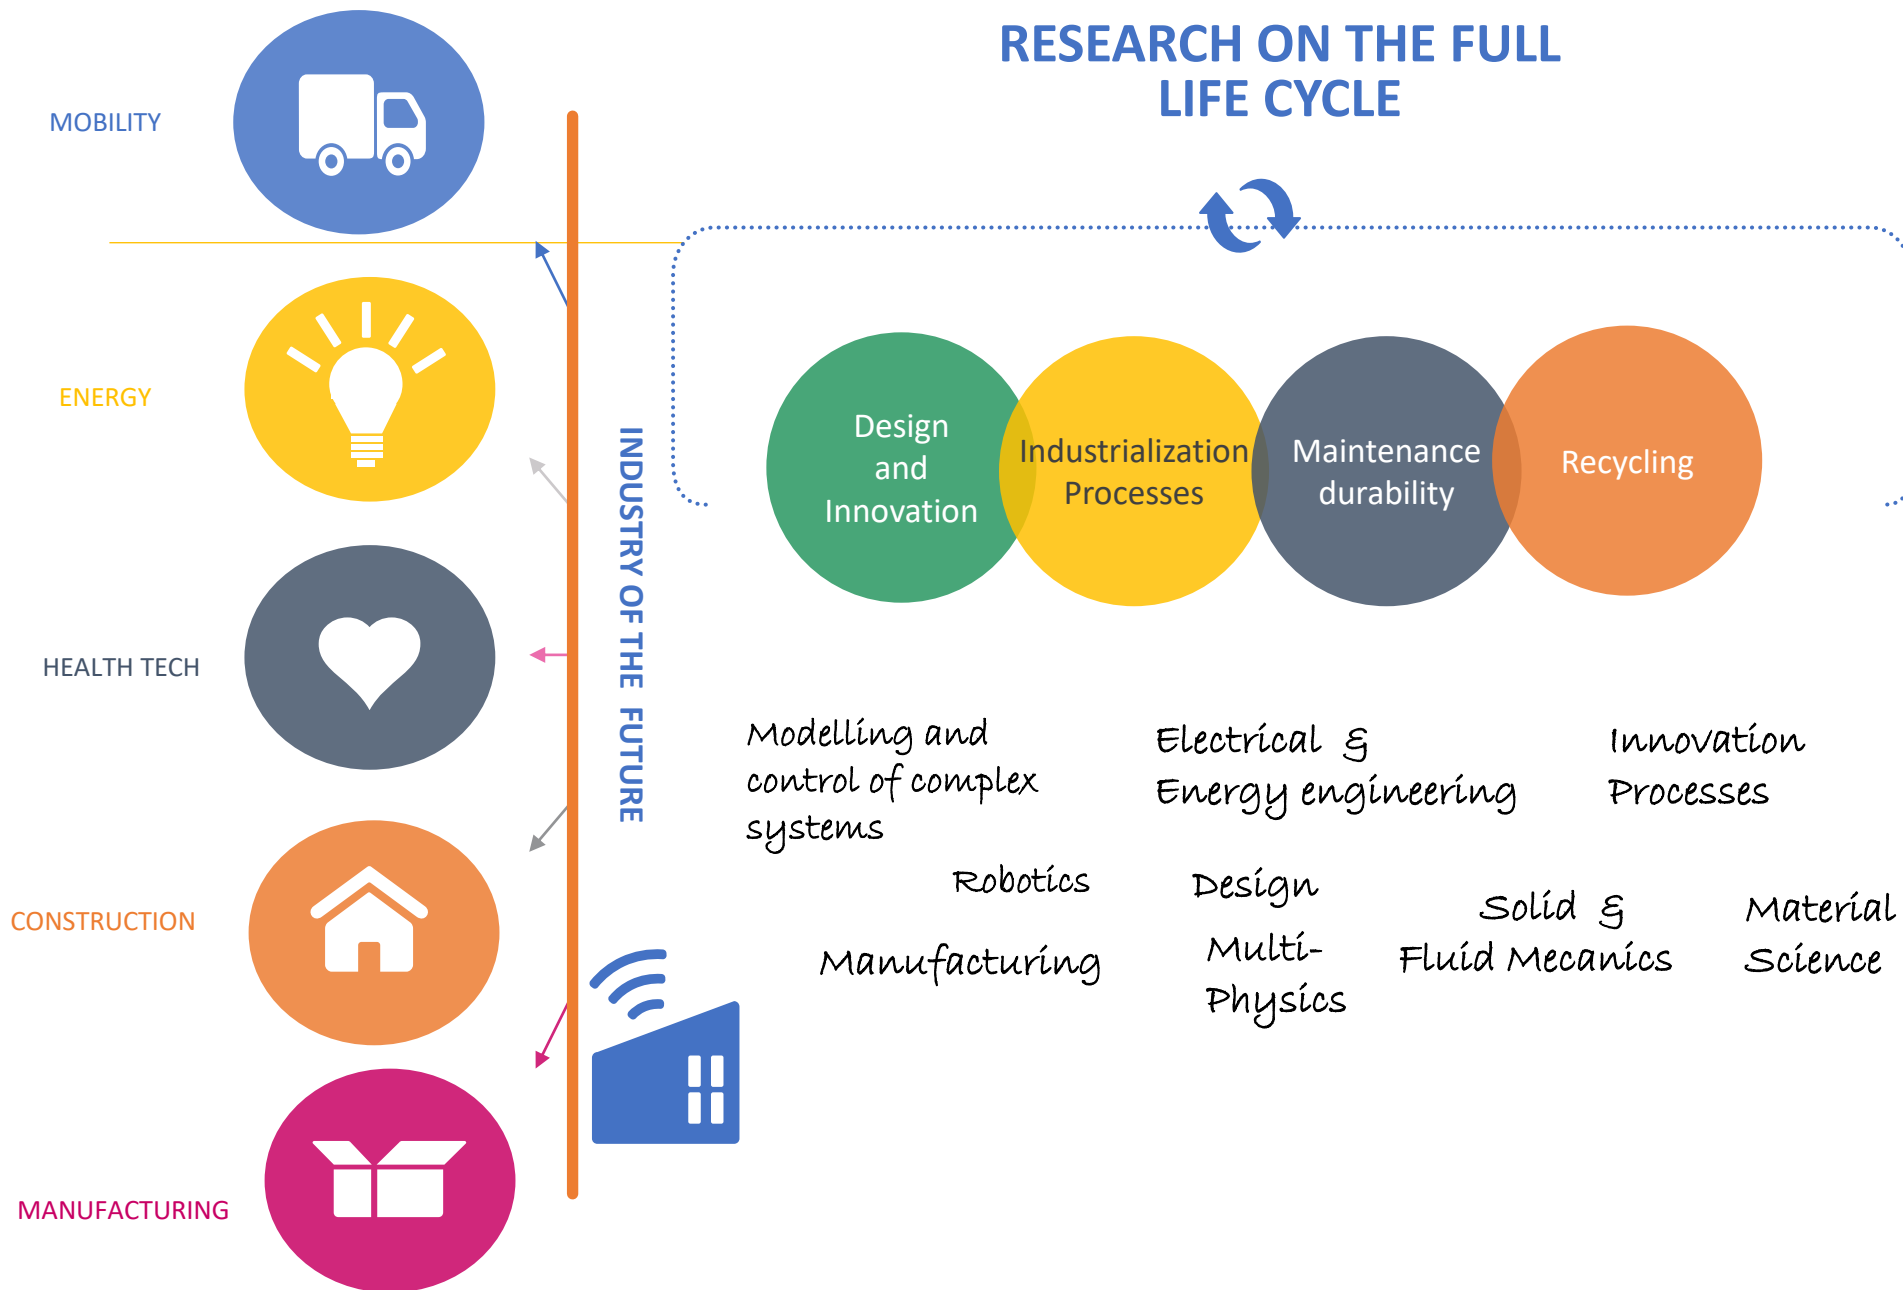 RESEARCH ON THE FULL
LIFE CYCLE
MOBILITY
ENERGY
HEALTH TECH
CONSTRUCTION
MANUFACTURING
INDUSTRY OF THE FUTURE
Design
and
Innovation
Industrialization
Processes
Maintenance
durability
Recycling
Modelling and
control of complex
systems
Electrical &
Energy engineering
Innovation
Processes
Robotics
Design
Manufacturing
Multi-
Physics
Solid &
Fluid Mecanics
Material
Science